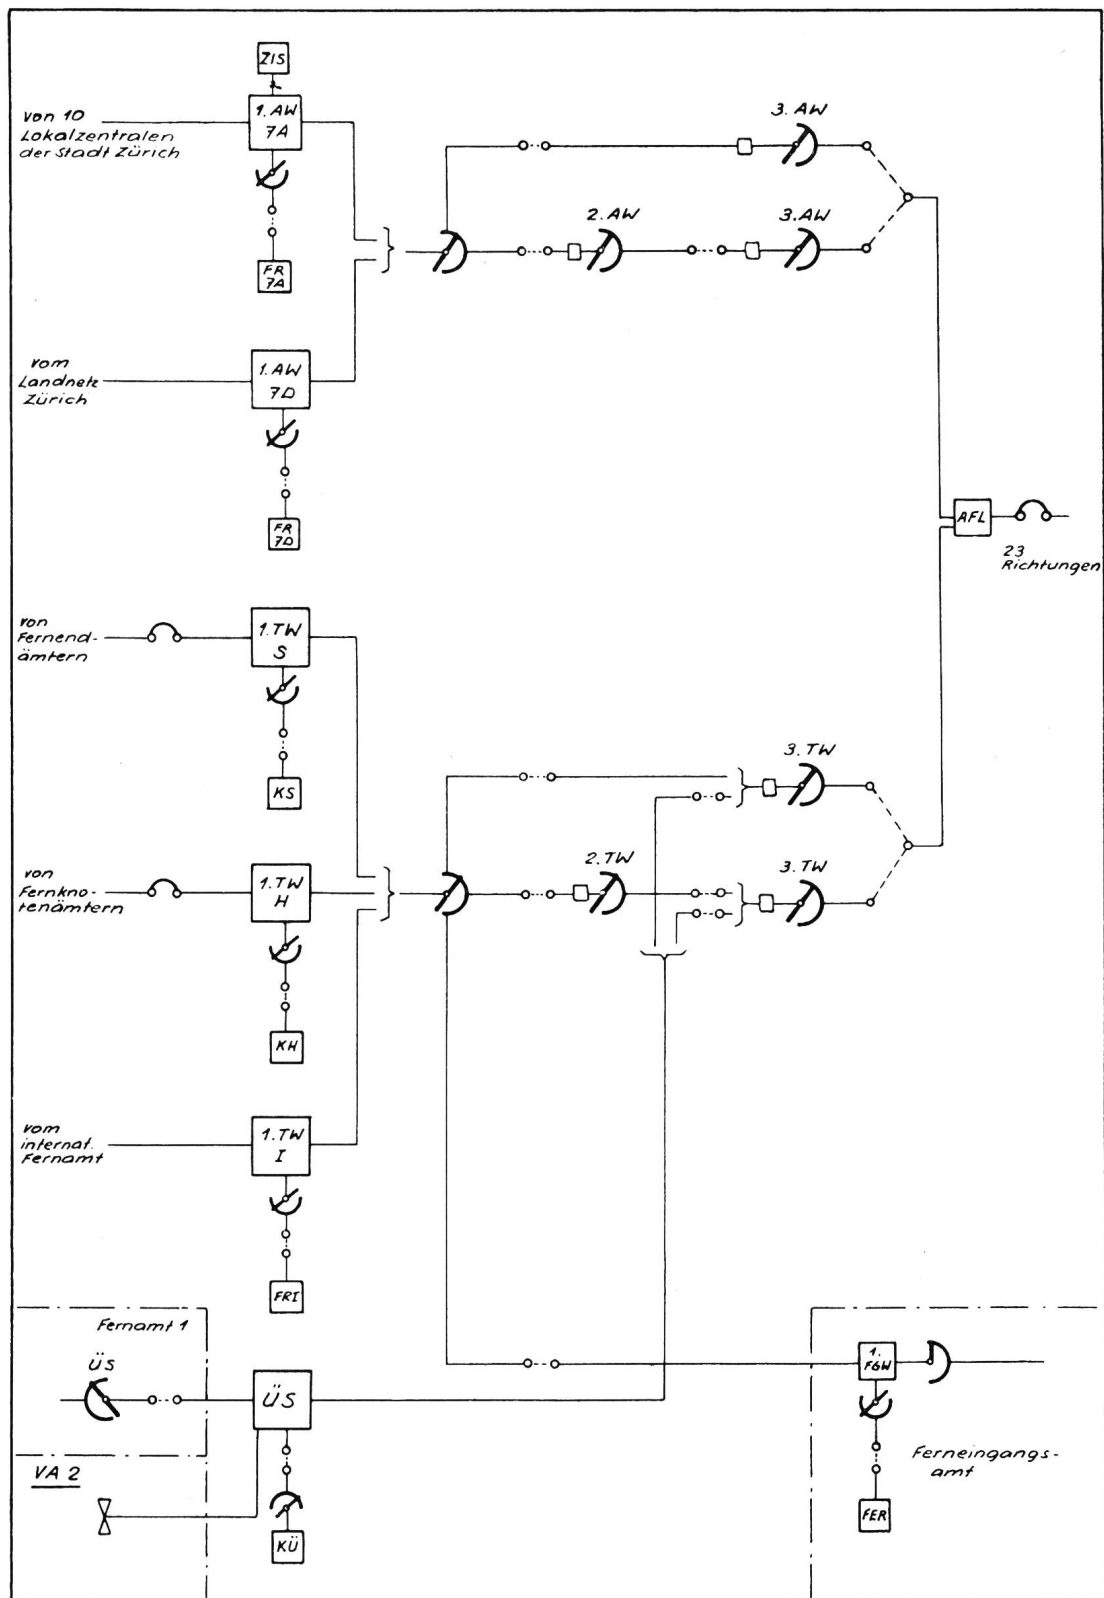 ZIS
von 10
Lokalzentralen
der Stadt Zürich
1. AW
7A
FR
7A
3. AW
2. AW
3. AW
vom
Landnetz
Zürich
1. AW
7D
FR
7D
AFL
23
Richtungen
von
Fernend-
ämtern
1. TW
S
KS
3. TW
von
Fernkno-
tenämtern
1. TW
H
KH
2. TW
3. TW
vom
internat.
Fernamt
1. TW
I
FRI
Fernamt 1
ÜS
ÜS
VA 2
KÜ
1.
FGW
FER
Ferneingangs-
amt